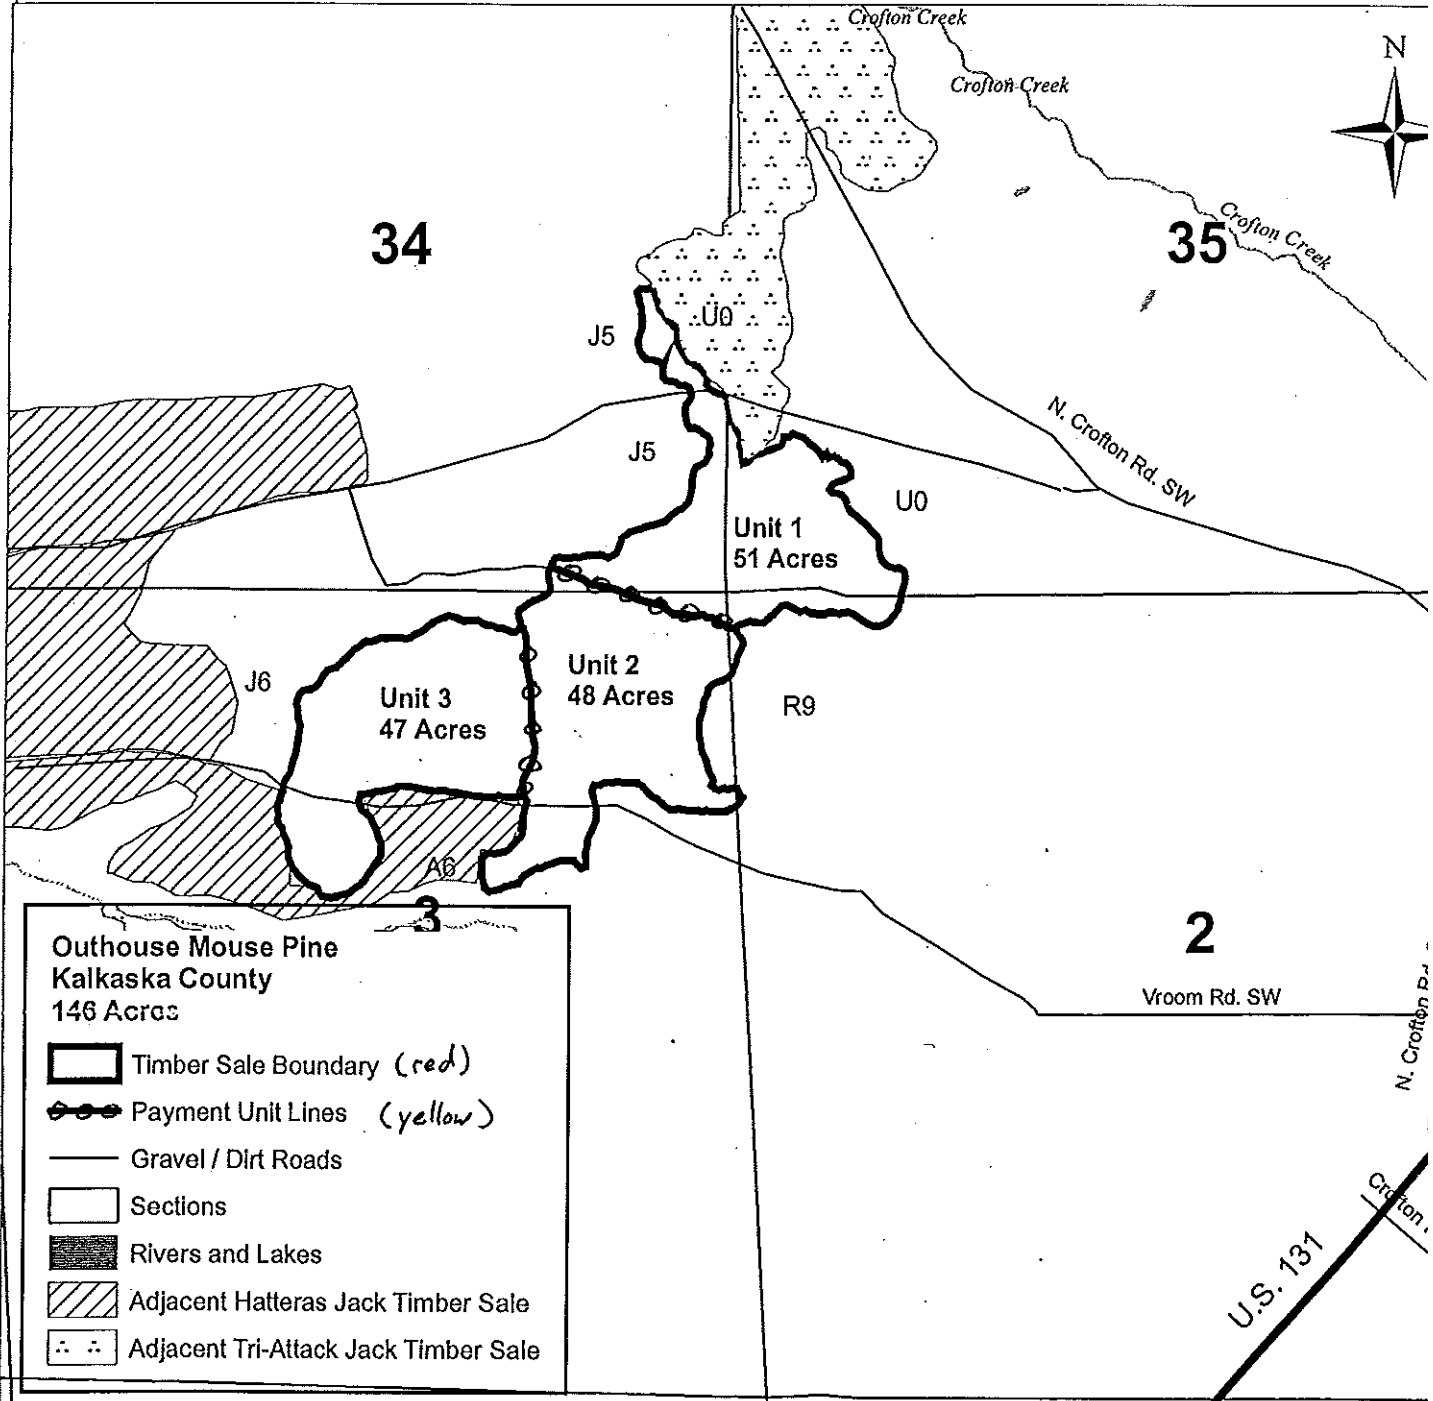 Crofton Creek
Crofton Creek
N
34
35
Crofton Creek
J5
U0
N. Crofton Rd. SW
J5
U0
Unit 1
51 Acres
J6
Unit 2
48 Acres
Unit 3
47 Acres
R9
A6
3
2
Vroom Rd. SW
N. Crofton Rd.
Crofton
U.S. 131
Outhouse Mouse Pine
Kalkaska County
146 Acres
Timber Sale Boundary (red)
Payment Unit Lines (yellow)
Gravel / Dirt Roads
Sections
Rivers and Lakes
Adjacent Hatteras Jack Timber Sale
Adjacent Tri-Attack Jack Timber Sale